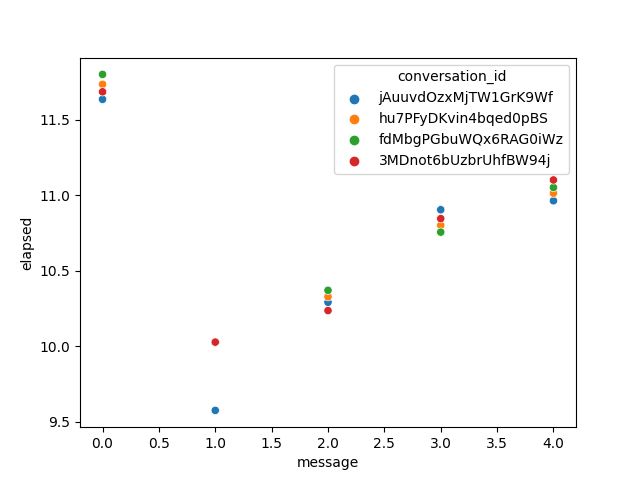 conversation_id
jAuuvdOzxMjTW1GrK9Wf
hu7PFyDKvin4bqed0pBS
fdMbgPGbuWQx6RAG0iWz
3MDnot6bUzbrUhfBW94j
11.5
11.0
10.5
10.0
9.5
elapsed
0.0 0.5 1.0 1.5 2.0 2.5 3.0 3.5 4.0
message